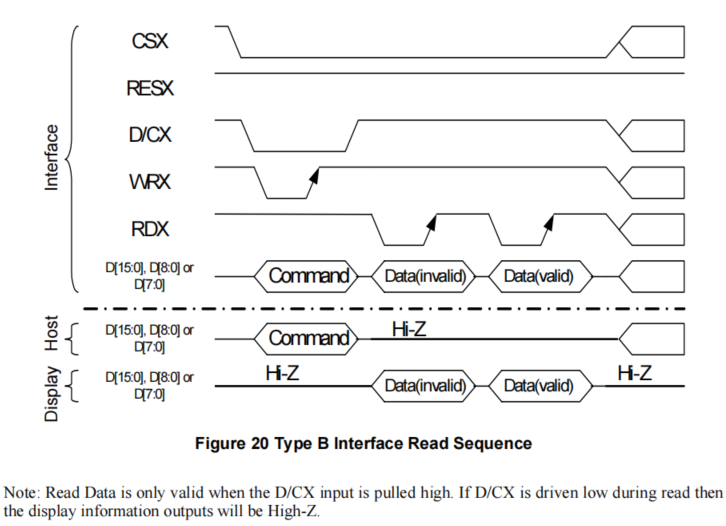 CSX
RESX
D/CX
WRX
RDX
Interface
D[15:0], D[8:0] or
D[7:0]
Command
Data(invalid)
Data(valid)
Host
D[15:0], D[8:0] or
D[7:0]
Command
Hi-Z
Display
D[15:0], D[8:0] or
D[7:0]
Hi-Z
Data(invalid)
Data(valid)
Hi-Z
Figure 20 Type B Interface Read Sequence
Note: Read Data is only valid when the D/CX input is pulled high. If D/CX is driven low during read then
the display information outputs will be High-Z.